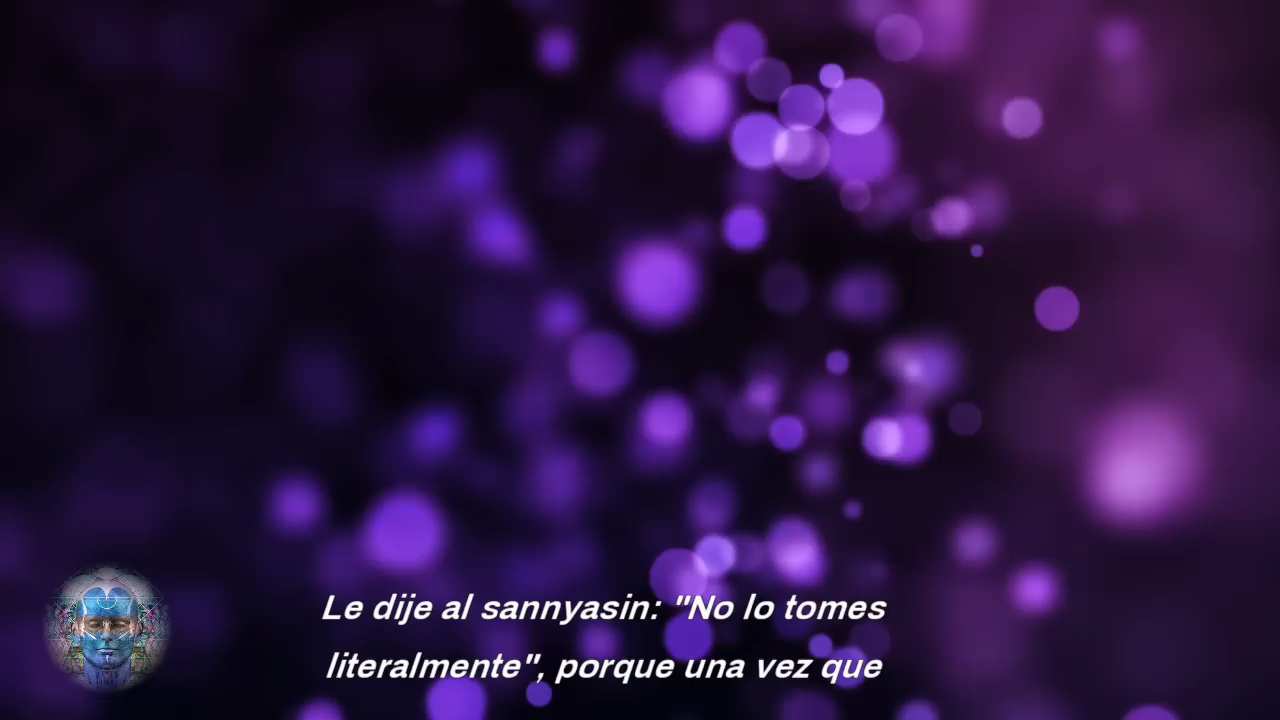 Le dije al sannyasin: "No lo tomes
literalmente", porque una vez que